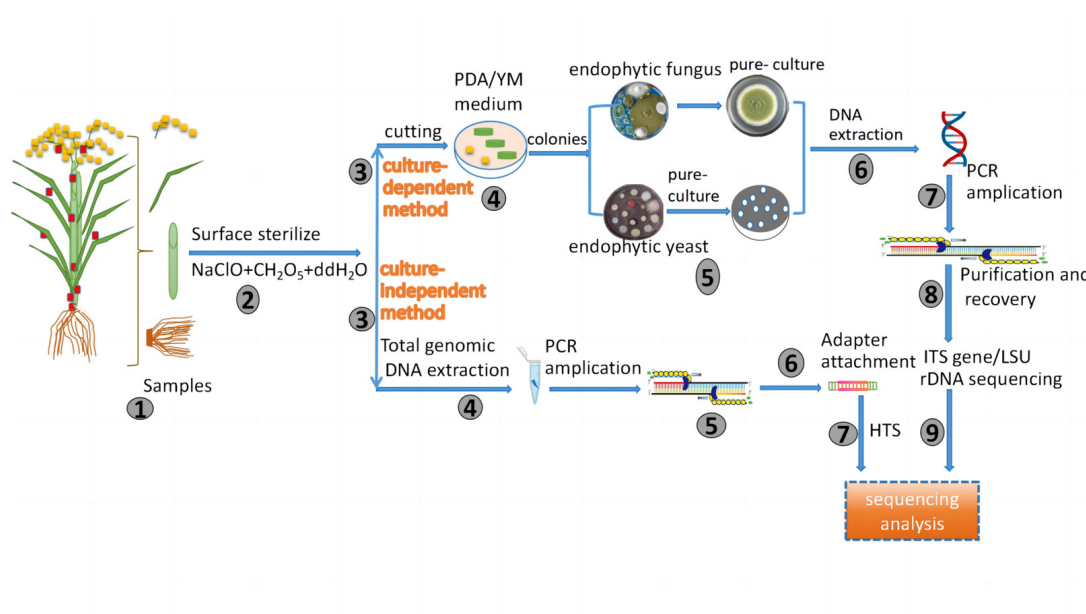 Samples
1
Surface sterilize
NaClO+CH₂O₅+ddH₂O
2
3
cutting
culture-
dependent
method
PDA/YM
medium
4
colonies
endophytic fungus
pure- culture
pure-
culture
endophytic yeast
5
DNA
extraction
6
7
PCR
amplication
8
Purification and
recovery
ITS gene/LSU
rDNA sequencing
9
culture-
independent
method
3
Total genomic
DNA extraction
4
PCR
amplication
5
6
Adapter
attachment
7
HTS
sequencing
analysis